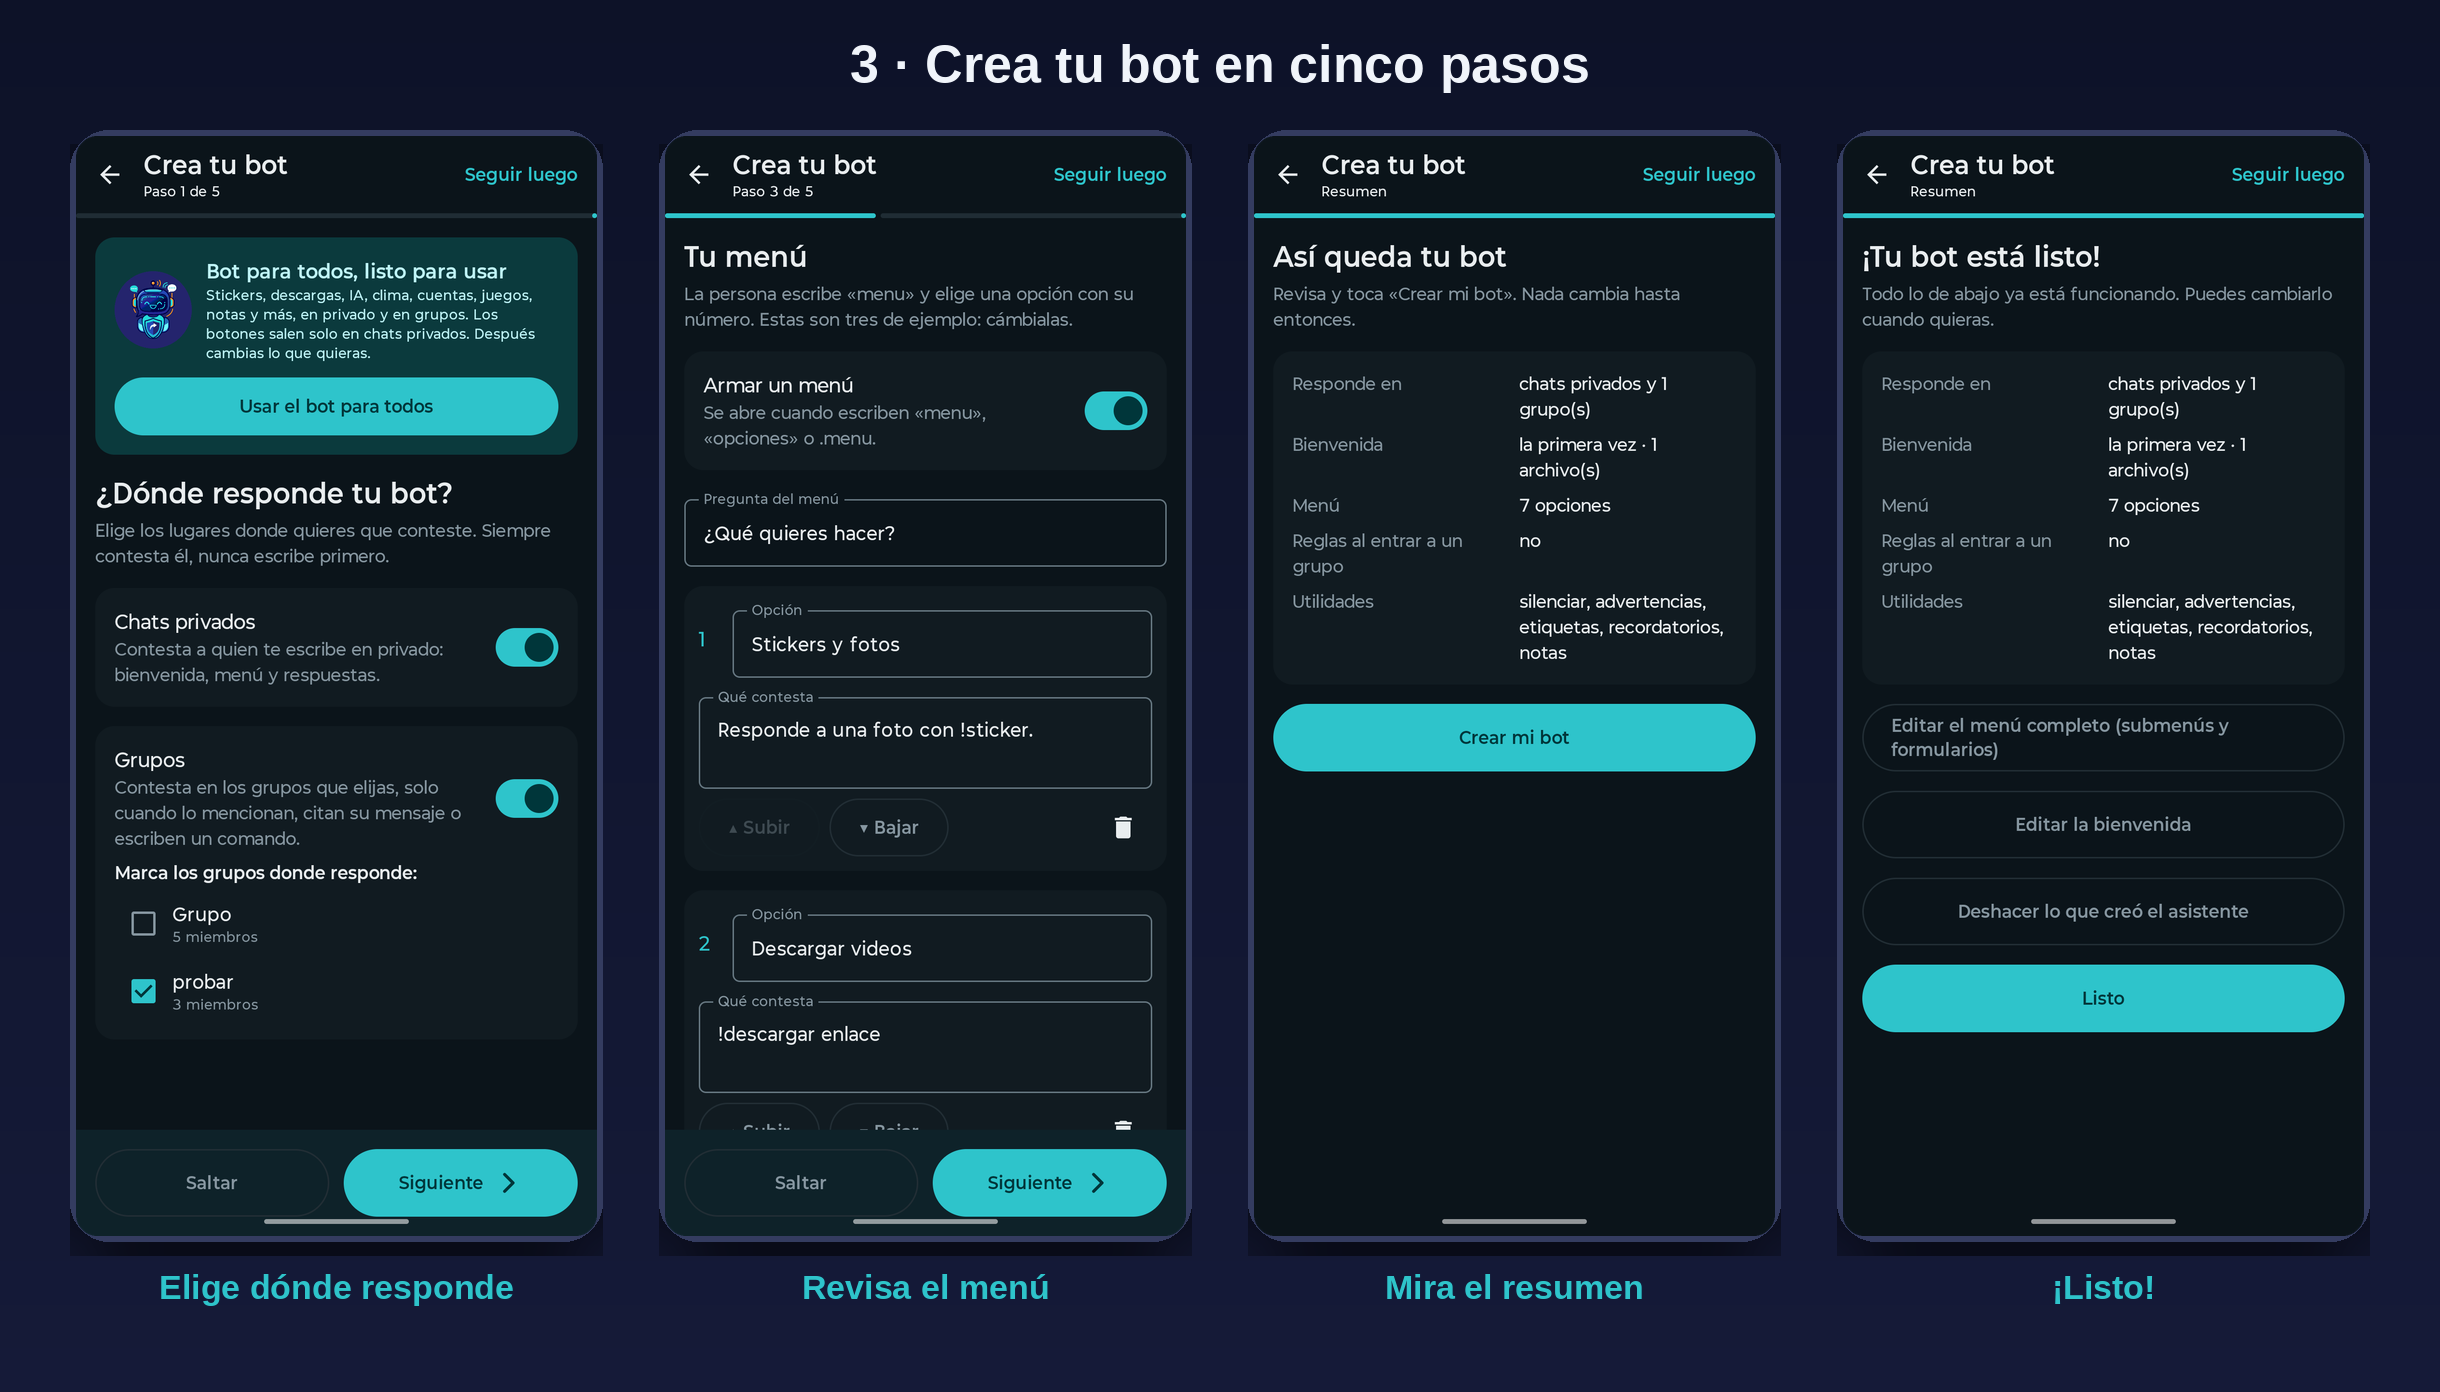 3 · Crea tu bot en cinco pasos
Crea tu bot
Paso 1 de 5
Seguir luego
Bot para todos, listo para usar
Stickers, descargas, IA, clima, cuentas, juegos,
notas y más, en privado y en grupos. Los
botones salen solo en chats privados. Después
cambias lo que quieras.
Usar el bot para todos
¿Dónde responde tu bot?
Elige los lugares donde quieres que conteste. Siempre
contesta él, nunca escribe primero.
Chats privados
Contesta a quien te escribe en privado:
bienvenida, menú y respuestas.
Grupos
Contesta en los grupos que elijas, solo
cuando lo mencionan, citan su mensaje o
escriben un comando.
Marca los grupos donde responde:
Grupo
5 miembros
probar
3 miembros
Saltar
Siguiente
Elige dónde responde
Crea tu bot
Paso 3 de 5
Seguir luego
Tu menú
La persona escribe «menu» y elige una opción con su
número. Estas son tres de ejemplo: cámbialas.
Armar un menú
Se abre cuando escriben «menu»,
«opciones» o .menu.
Pregunta del menú
¿Qué quieres hacer?
1
Opción
Stickers y fotos
Qué contesta
Responde a una foto con !sticker.
▲ Subir
▼ Bajar
2
Opción
Descargar videos
Qué contesta
!descargar enlace
Subir
Bajar
Saltar
Siguiente
Revisa el menú
Crea tu bot
Resumen
Seguir luego
Así queda tu bot
Revisa y toca «Crear mi bot». Nada cambia hasta
entonces.
Responde en
chats privados y 1
grupo(s)
Bienvenida
la primera vez · 1
archivo(s)
Menú
7 opciones
Reglas al entrar a un
grupo
no
Utilidades
silenciar, advertencias,
etiquetas, recordatorios,
notas
Crear mi bot
Mira el resumen
Crea tu bot
Resumen
Seguir luego
¡Tu bot está listo!
Todo lo de abajo ya está funcionando. Puedes cambiarlo
cuando quieras.
Responde en
chats privados y 1
grupo(s)
Bienvenida
la primera vez · 1
archivo(s)
Menú
7 opciones
Reglas al entrar a un
grupo
no
Utilidades
silenciar, advertencias,
etiquetas, recordatorios,
notas
Editar el menú completo (submenús y
formularios)
Editar la bienvenida
Deshacer lo que creó el asistente
Listo
¡Listo!